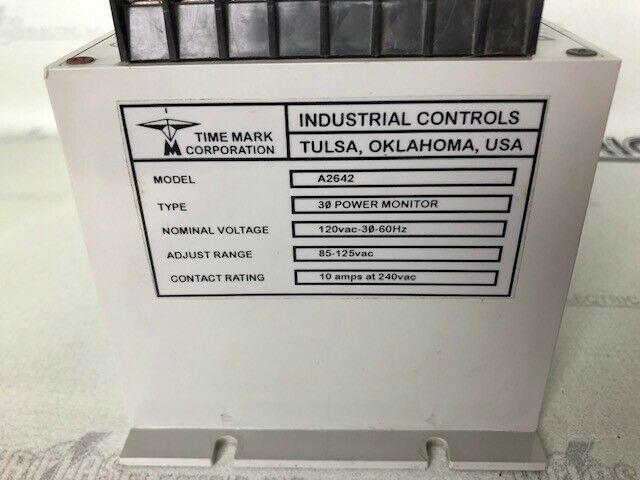 TIME MARK
CORPORATION
INDUSTRIAL CONTROLS
TULSA, OKLAHOMA, USA
MODEL A2642
TYPE 3Ø POWER MONITOR
NOMINAL VOLTAGE 120vac-3Ø-60Hz
ADJUST RANGE 85-125vac
CONTACT RATING 10 amps at 240vac